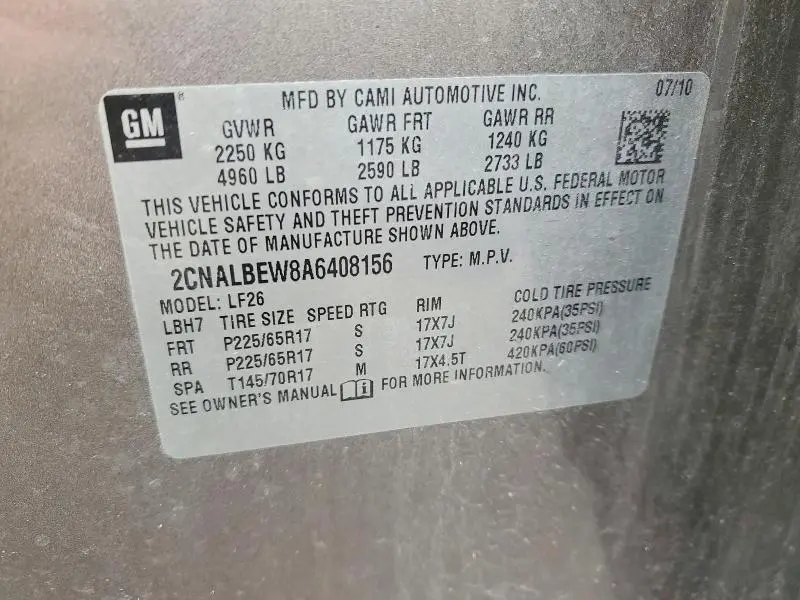 GM
MFD BY CAMI AUTOMOTIVE INC. 07/10
GVWR GAWR FRT GAWR RR
2250 KG 1175 KG 1240 KG
4960 LB 2590 LB 2733 LB
THIS VEHICLE CONFORMS TO ALL APPLICABLE U.S. FEDERAL MOTOR
VEHICLE SAFETY AND THEFT PREVENTION STANDARDS IN EFFECT ON
THE DATE OF MANUFACTURE SHOWN ABOVE.
2CNALBEW8A6408156 TYPE: M.P.V.
MODEL: LF26
LBH7 TIRE SIZE SPEED RTG RIM COLD TIRE PRESSURE
FRT P225/65R17 S 17X7J 240KPA(35PSI)
RR P225/65R17 S 17X7J 240KPA(35PSI)
SPA T145/70R17 M 17X4.5T 420KPA(60PSI)
SEE OWNER'S MANUAL FOR MORE INFORMATION.